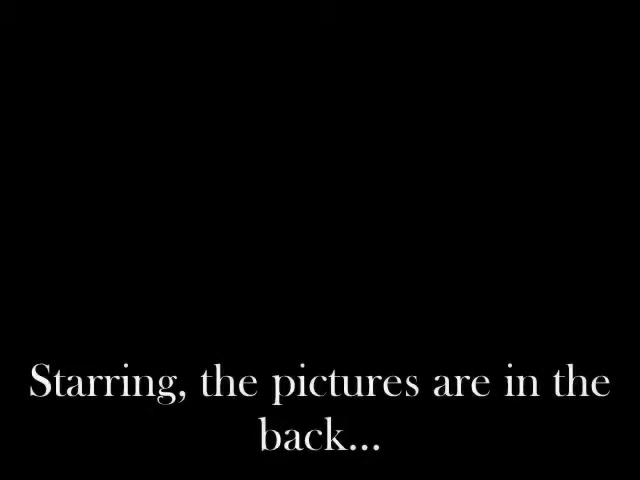 Starring, the pictures are in the
back...